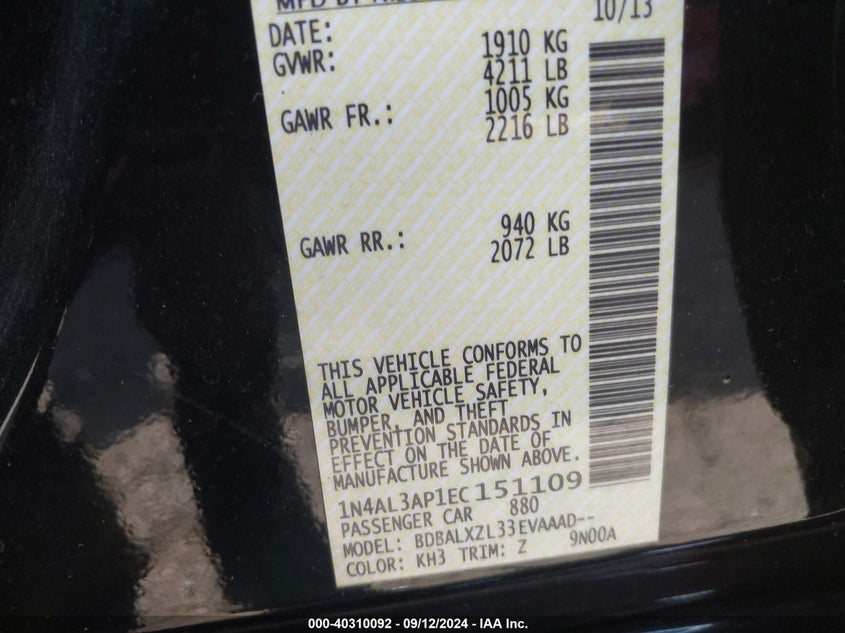 MFD BY
10/13
DATE:
GVWR: 1910 KG
4211 LB
GAWR FR.: 1005 KG
2216 LB
GAWR RR.: 940 KG
2072 LB
THIS VEHICLE CONFORMS TO
ALL APPLICABLE FEDERAL
MOTOR VEHICLE SAFETY,
BUMPER, AND THEFT
PREVENTION STANDARDS IN
EFFECT ON THE DATE OF
MANUFACTURE SHOWN ABOVE.
1N4AL3AP1EC151109
PASSENGER CAR 880
MODEL: BDBALXZL33EVAAAD--
COLOR: KH3 TRIM: Z 9N00A
000-40310092 - 09/12/2024 - IAA Inc.